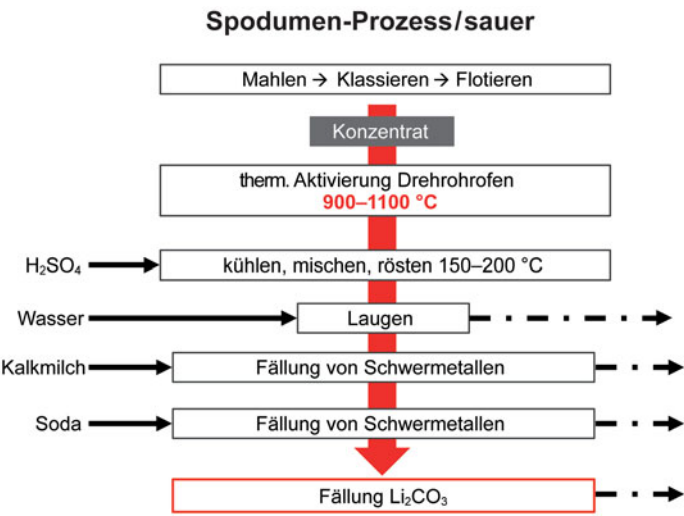 Spodumen-Prozess/sauer
Mahlen → Klassieren → Flotieren
Konzentrat
therm. Aktivierung Drehrohrofen
900–1100 °C
H₂SO₄
kühlen, mischen, rösten 150–200 °C
Wasser
Laugen
Kalkmilch
Fällung von Schwermetallen
Soda
Fällung von Schwermetallen
Fällung Li₂CO₃